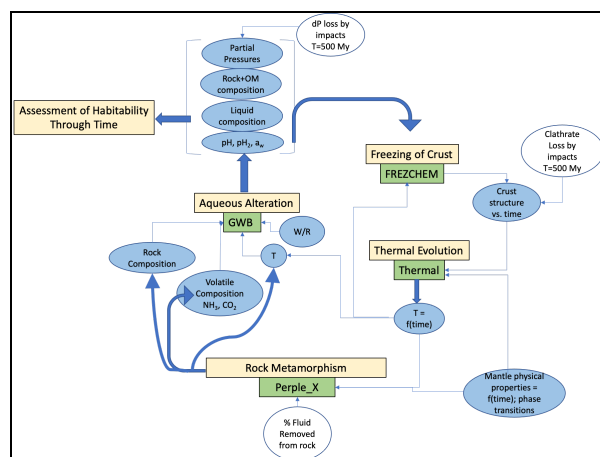 dP loss by
impacts
T=500 My
Partial
Pressures
Rock+OM
composition
Liquid
composition
pH, pH₂, aw
Assessment of Habitability
Through Time
Freezing of Crust
FREZCHEM
Clathrate
Loss by
impacts
T=500 My
Crust
structure
vs. time
Aqueous Alteration
GWB
W/R
Rock
Composition
T
Volatile
Composition
NH₃, CO₂
Thermal Evolution
Thermal
T =
f(time)
Rock Metamorphism
Perple_X
Mantle physical
properties =
f(time); phase
transitions
% Fluid
Removed
from rock